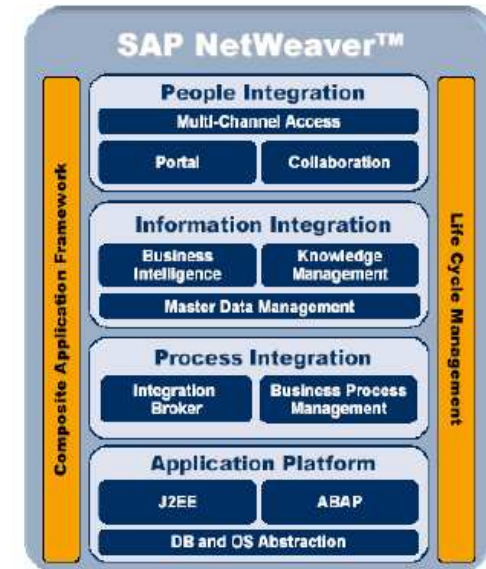 SAP NetWeaver™
Composite Application Framework
People Integration
Multi-Channel Access
Portal
Collaboration
Information Integration
Business
Intelligence
Knowledge
Management
Master Data Management
Process Integration
Integration
Broker
Business Process
Management
Application Platform
J2EE
ABAP
DB and OS Abstraction
Life Cycle Management